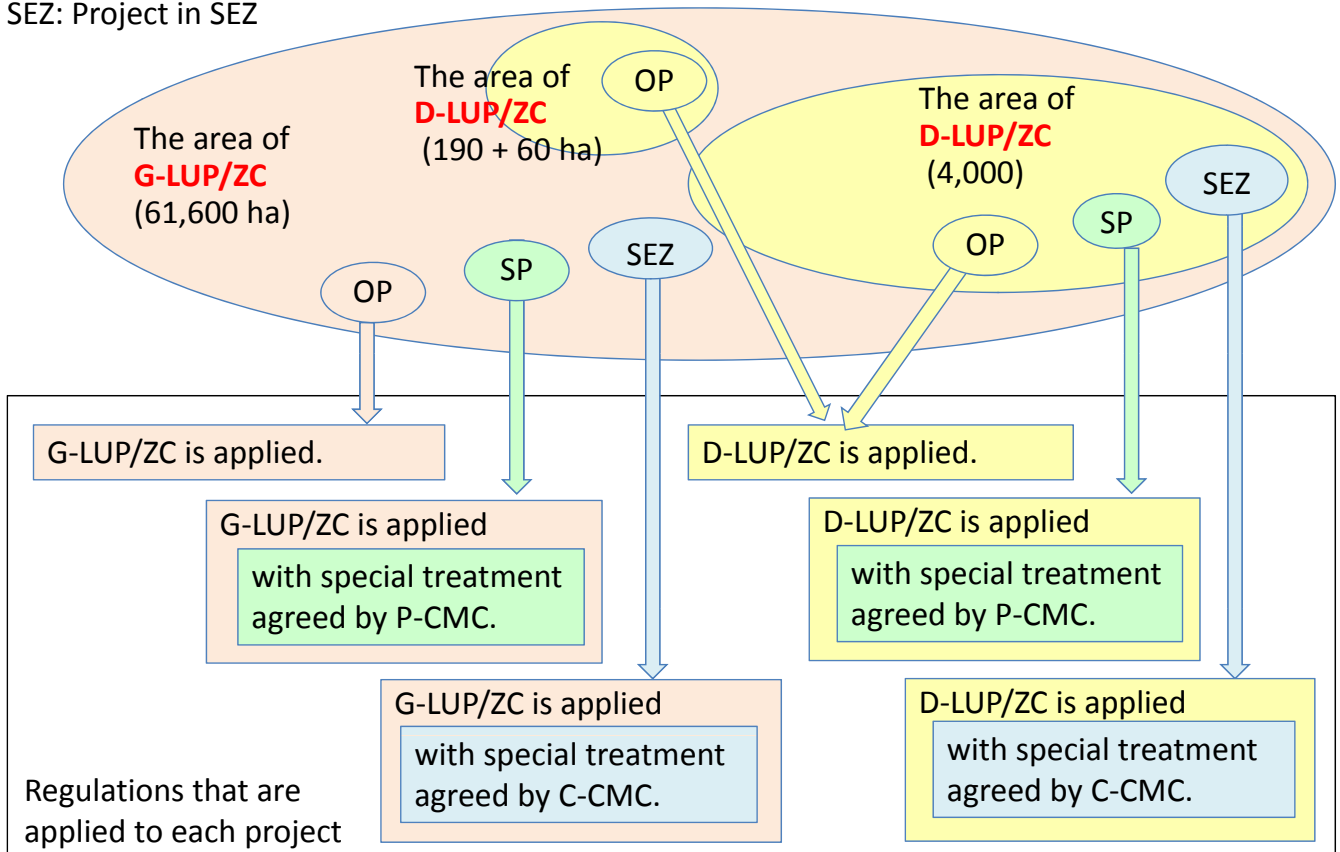 SEZ: Project in SEZ
The area of
G-LUP/ZC
(61,600 ha)
The area of
D-LUP/ZC
(190 + 60 ha)
OP
The area of
D-LUP/ZC
(4,000)
OP
SP
SEZ
OP
SP
SEZ
G-LUP/ZC is applied.
D-LUP/ZC is applied.
G-LUP/ZC is applied
with special treatment
agreed by P-CMC.
D-LUP/ZC is applied
with special treatment
agreed by P-CMC.
G-LUP/ZC is applied
with special treatment
agreed by C-CMC.
D-LUP/ZC is applied
with special treatment
agreed by C-CMC.
Regulations that are
applied to each project